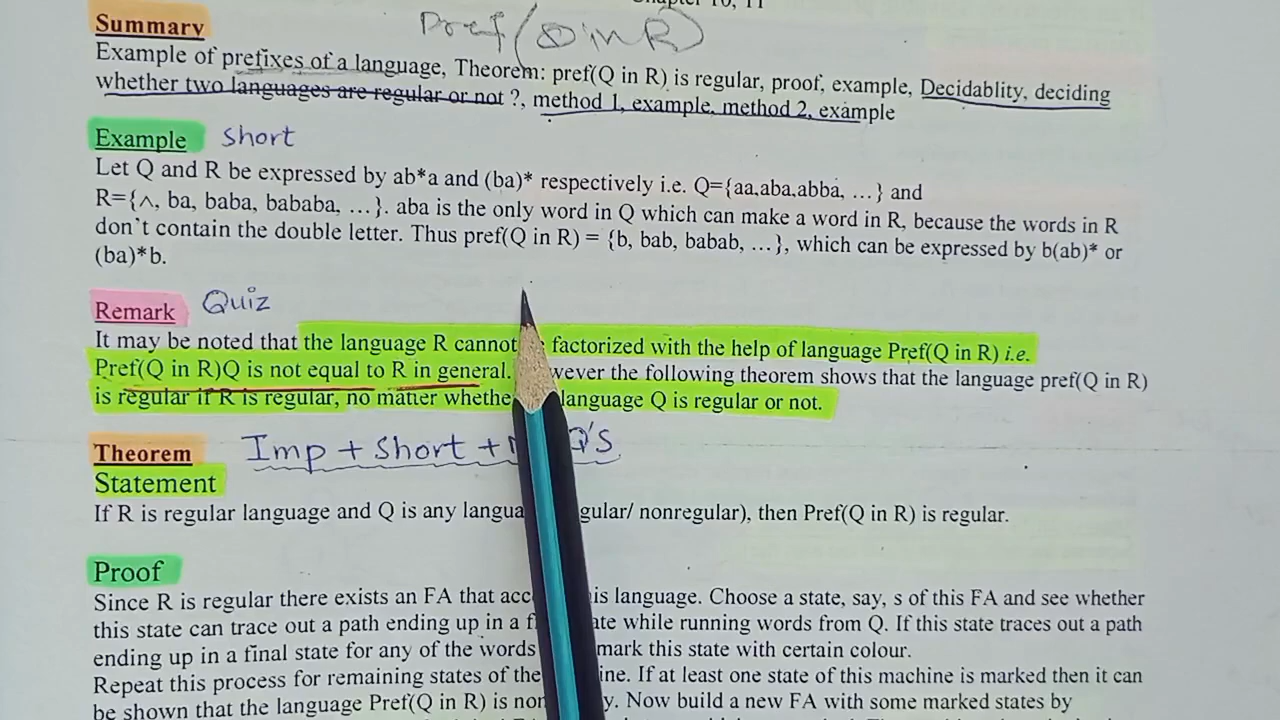 Chapter 10, 11
Summary Pref(Q in R)
Example of prefixes of a language, Theorem: pref(Q in R) is regular, proof, example, Decidablity, deciding
whether two languages are regular or not ?, method 1, example, method 2, example
Example short
Let Q and R be expressed by ab*a and (ba)* respectively i.e. Q={aa,aba,abba, …} and
R={^, ba, baba, bababa, …}. aba is the only word in Q which can make a word in R, because the words in R
don`t contain the double letter. Thus pref(Q in R) = {b, bab, babab, …}, which can be expressed by b(ab)* or
(ba)*b.
Remark Quiz
It may be noted that the language R cannot factorized with the help of language Pref(Q in R) i.e.
Pref(Q in R)Q is not equal to R in general. wever the following theorem shows that the language pref(Q in R)
is regular if R is regular, no matter whethe language Q is regular or not.
Theorem Imp + Short + Q'S
Statement
If R is regular language and Q is any langua gular/ nonregular), then Pref(Q in R) is regular.
Proof
Since R is regular there exists an FA that acc is language. Choose a state, say, s of this FA and see whether
this state can trace out a path ending up in a f ate while running words from Q. If this state traces out a path
ending up in a final state for any of the words mark this state with certain colour.
Repeat this process for remaining states of the ine. If at least one state of this machine is marked then it can
be shown that the language Pref(Q in R) is non y. Now build a new FA with some marked states by